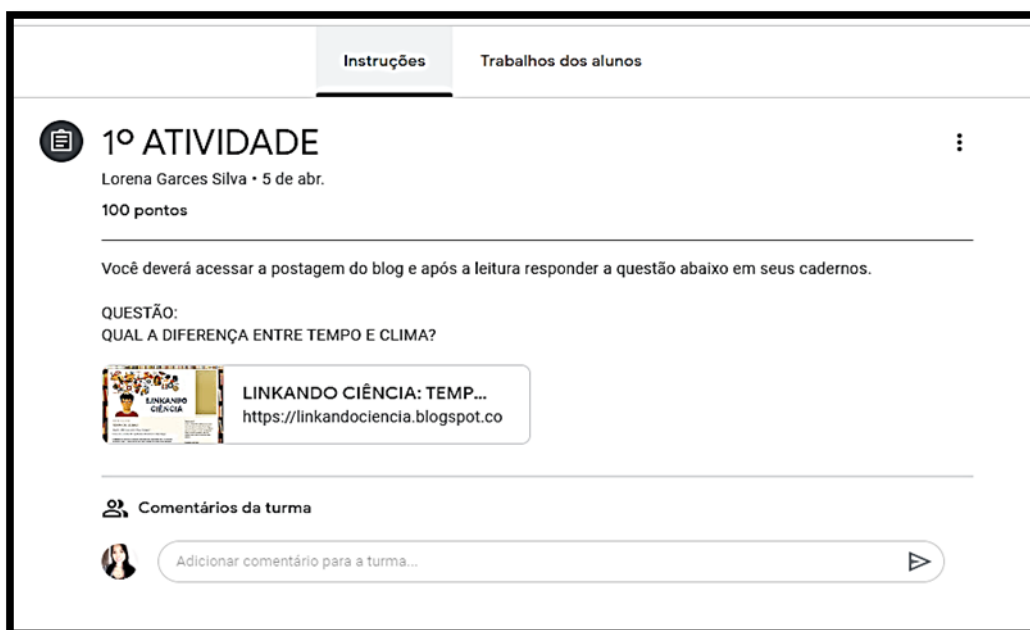 Instruções
Trabalhos dos alunos
1º ATIVIDADE
Lorena Garces Silva • 5 de abr.
100 pontos
Você deverá acessar a postagem do blog e após a leitura responder a questão abaixo em seus cadernos.
QUESTÃO:
QUAL A DIFERENÇA ENTRE TEMPO E CLIMA?
LINKANDO CIÊNCIA
LINKANDO CIÊNCIA: TEMP...
https://linkandociencia.blogspot.co
Comentários da turma
Adicionar comentário para a turma...